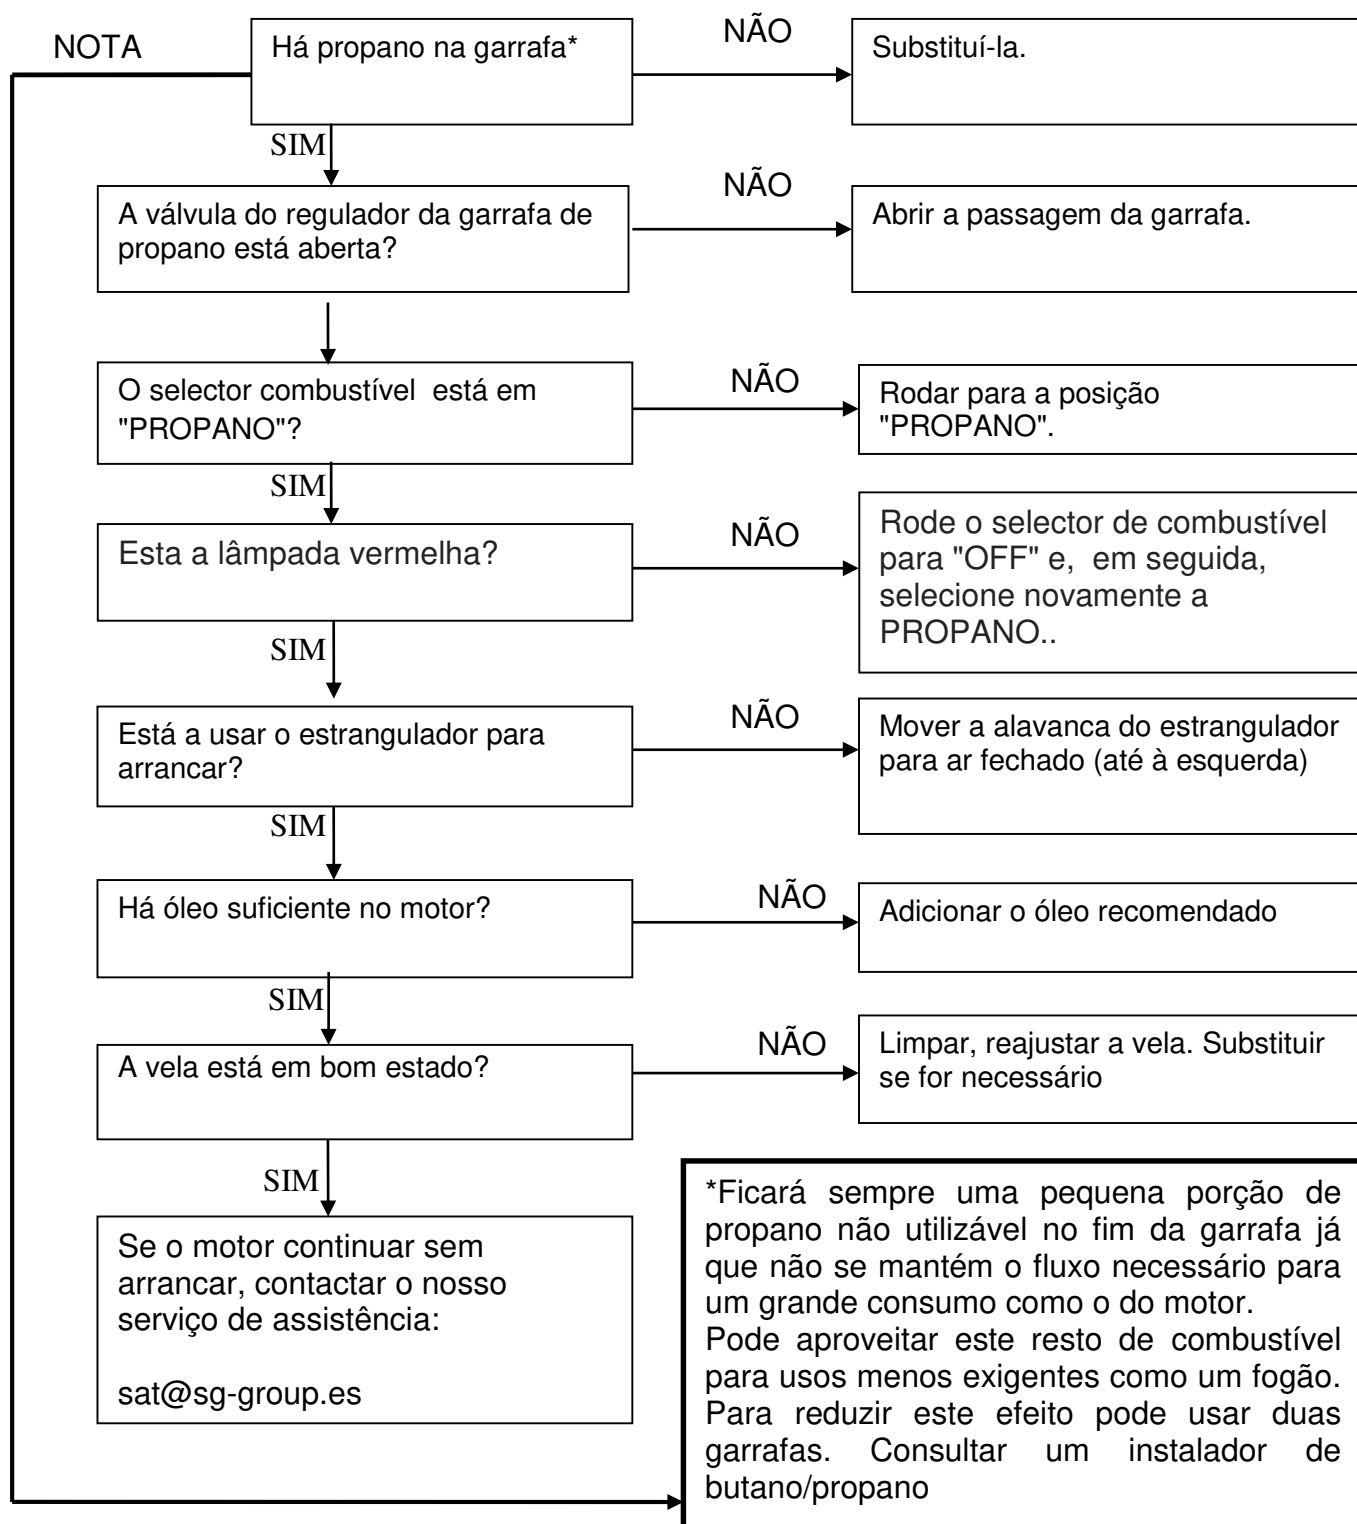 NOTA
Há propano na garrafa*
NÃO
Substituí-la.
SIM
A válvula do regulador da garrafa de
propano está aberta?
NÃO
Abrir a passagem da garrafa.
O selector combustível está em
"PROPANO"?
NÃO
Rodar para a posição
"PROPANO".
SIM
Esta a lâmpada vermelha?
NÃO
Rode o selector de combustível
para "OFF" e, em seguida,
selecione novamente a
PROPANO..
SIM
Está a usar o estrangulador para
arrancar?
NÃO
Mover a alavanca do estrangulador
para ar fechado (até à esquerda)
SIM
Há óleo suficiente no motor?
NÃO
Adicionar o óleo recomendado
SIM
A vela está em bom estado?
NÃO
Limpar, reajustar a vela. Substituir
se for necessário
SIM
Se o motor continuar sem
arrancar, contactar o nosso
serviço de assistência:
sat@sg-group.es
*Ficará sempre uma pequena porção de
propano não utilizável no fim da garrafa já
que não se mantém o fluxo necessário para
um grande consumo como o do motor.
Pode aproveitar este resto de combustível
para usos menos exigentes como um fogão.
Para reduzir este efeito pode usar duas
garrafas. Consultar um instalador de
butano/propano